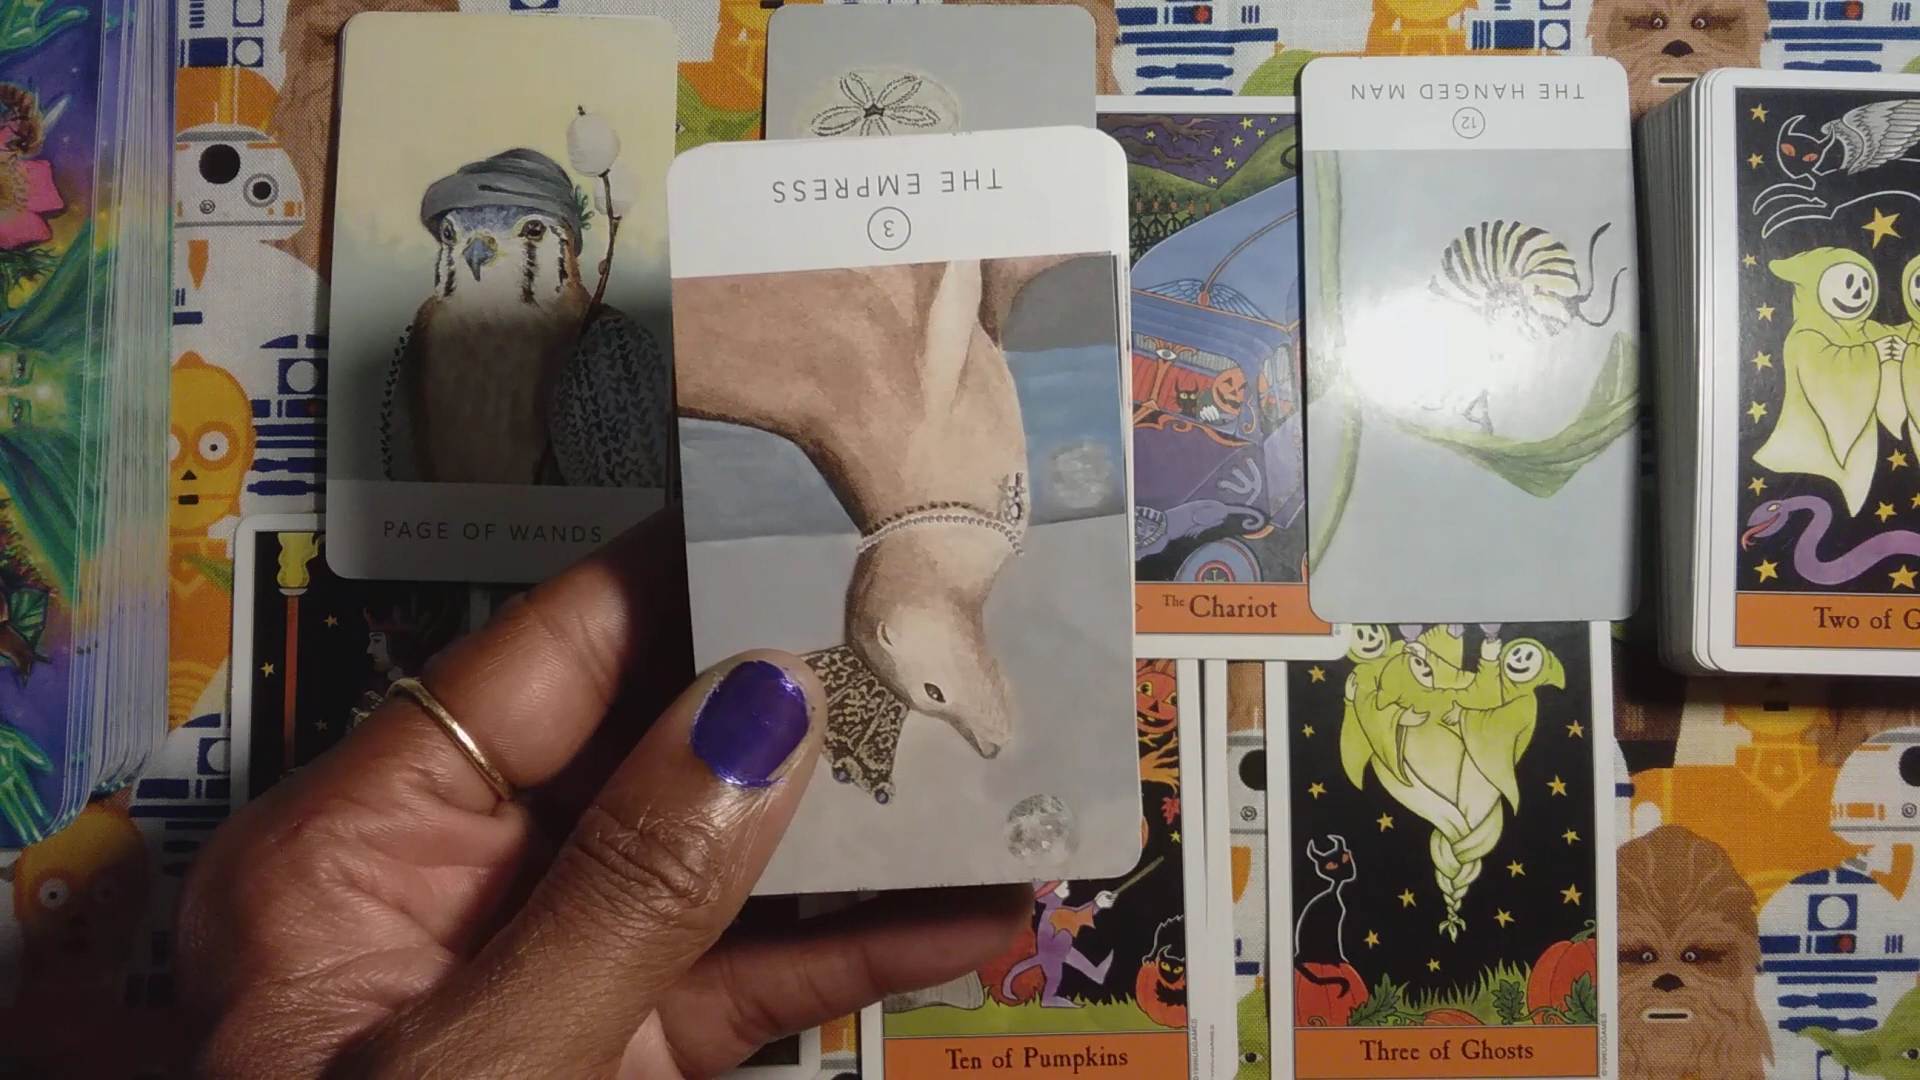 THE HANGED MAN
12
THE EMPRESS
3
PAGE OF WANDS
The Chariot
Two of G
Ten of Pumpkins
Three of Ghosts